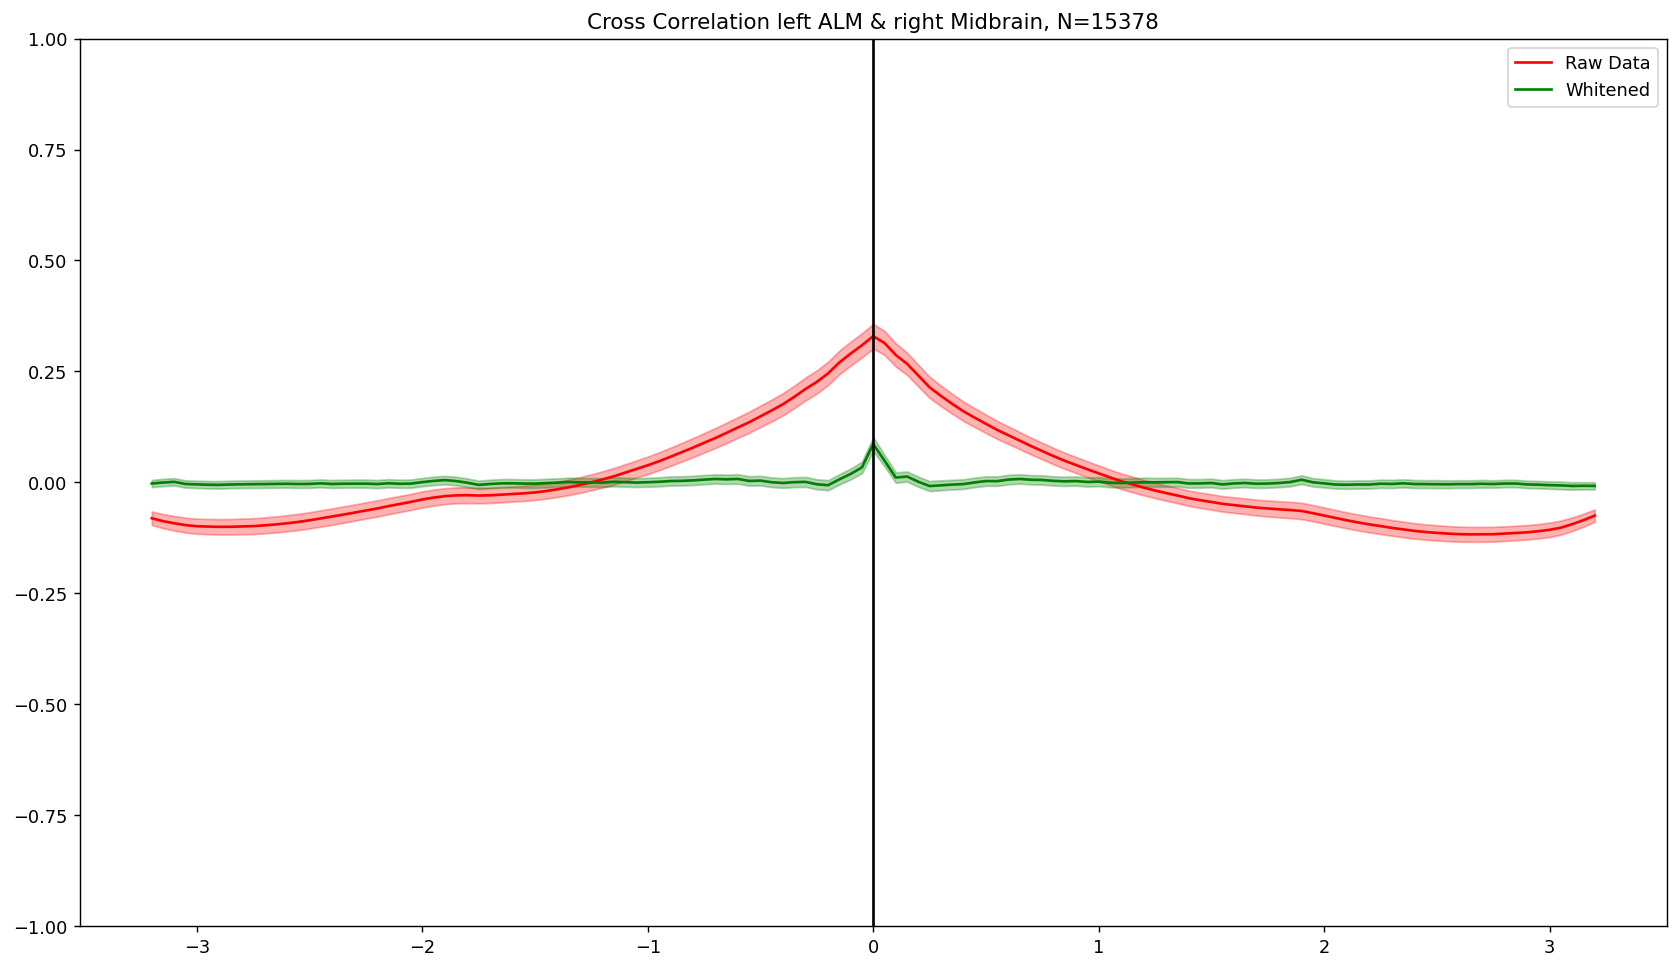 Cross Correlation left ALM & right Midbrain, N=15378
1.00
0.75
0.50
0.25
0.00
−0.25
−0.50
−0.75
−1.00
Raw Data
Whitened
−3 −2 −1 0 1 2 3